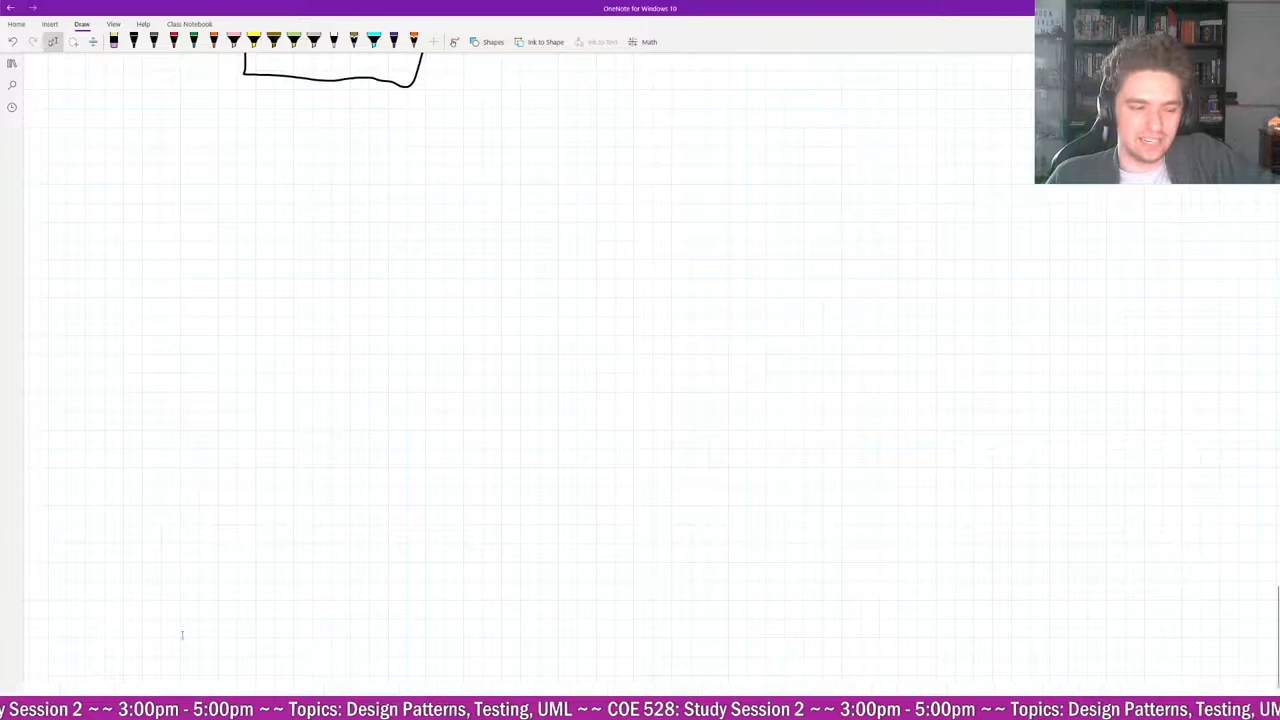 OneNote for Windows 10
Home Insert Draw View Help Class Notebook
Shapes Ink to Shape Ink to Text Math
y Session 2 ~~ 3:00pm - 5:00pm ~~ Topics: Design Patterns, Testing, UML ~~ COE 528: Study Session 2 ~~ 3:00pm - 5:00pm ~~ Topics: Design Patterns, Testing, UM